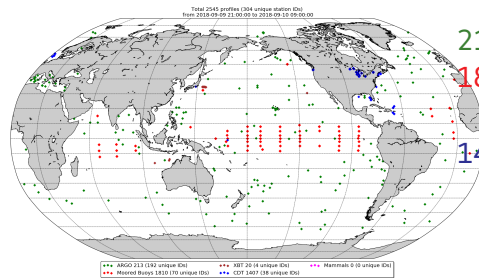 Total 2545 profiles (304 unique station IDs)
from 2018-09-09 21:00:00 to 2018-09-10 09:00:00
21
18
14
ARGO 213 (192 unique IDs)
XBT 20 (4 unique IDs)
Mammals 0 (0 unique IDs)
Moored Buoys 1810 (70 unique IDs)
CDT 1407 (38 unique IDs)